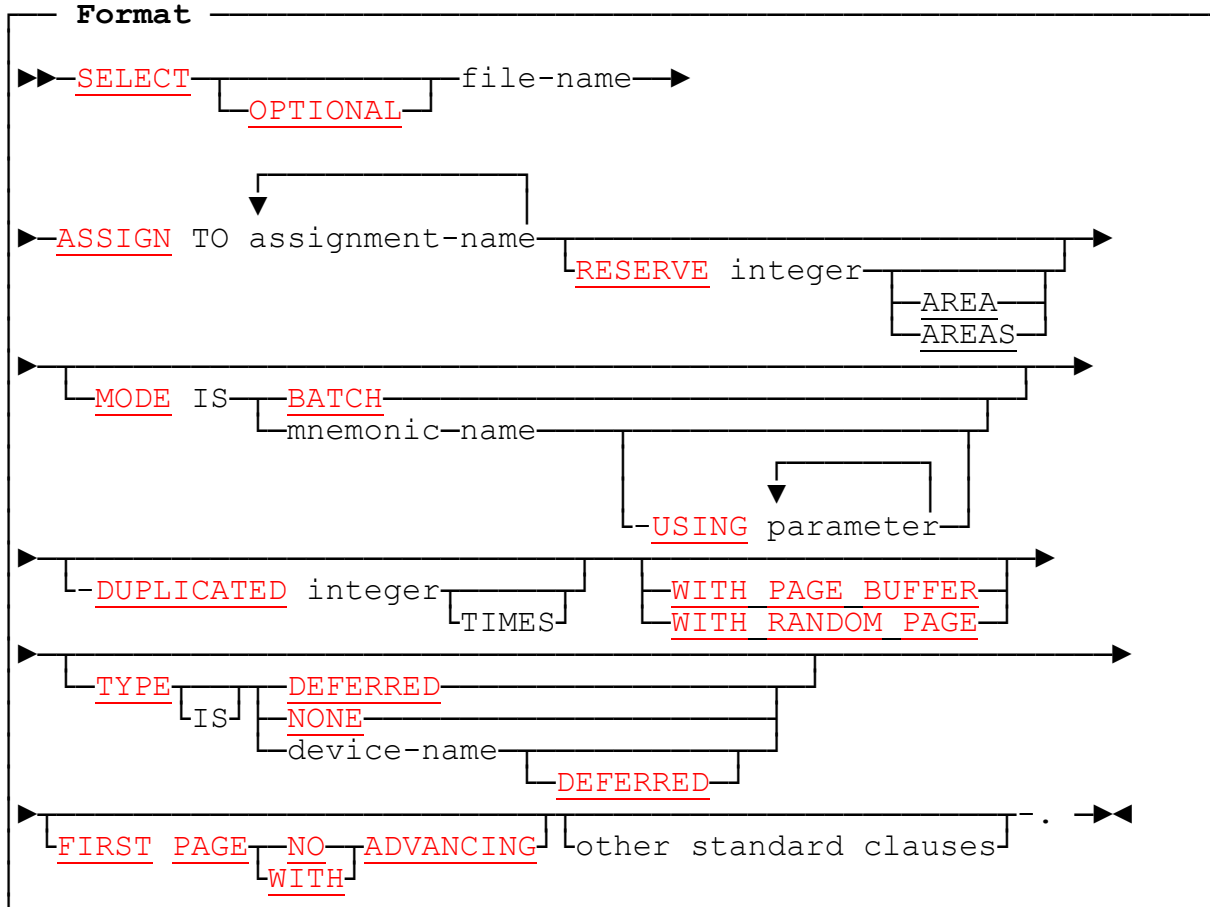 Format
SELECT file-name
OPTIONAL
ASSIGN TO assignment-name
RESERVE integer
AREA
AREAS
MODE IS BATCH
mnemonic-name
-USING parameter
-DUPLICATED integer WITH PAGE BUFFER
TIMES WITH RANDOM PAGE
TYPE DEFERRED
IS NONE
device-name
DEFERRED
FIRST PAGE NO ADVANCING other standard clauses-.
WITH